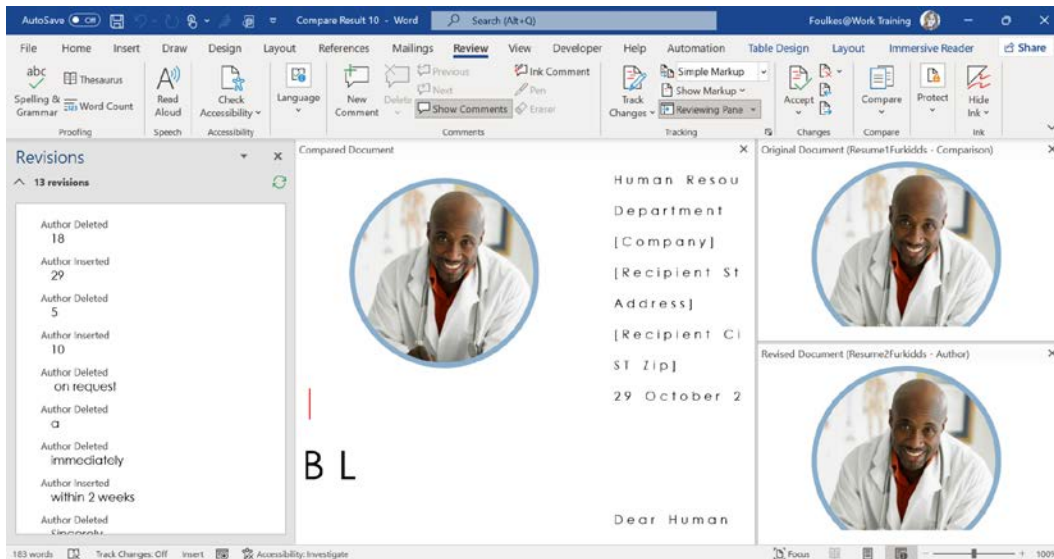 AutoSave Off Compare Result 10 - Word Search (Alt+Q) Foulkes@Work Training
File Home Insert Draw Design Layout References Mailings Review View Developer Help Automation Table Design Layout Immersive Reader Share
abc
Spelling & Grammar
Thesaurus
Word Count
Proofing
Read Aloud
Speech
Check Accessibility
Accessibility
Language
New Comment
Delete
Previous
Next
Show Comments
Ink Comment
Pen
Eraser
Comments
Track Changes
Simple Markup
Show Markup
Reviewing Pane
Tracking
Accept
Changes
Compare
Compare
Protect
Hide Ink
Ink
Revisions
13 revisions
Author Deleted
18
Author Inserted
29
Author Deleted
5
Author Inserted
10
Author Deleted
on request
Author Deleted
a
Author Deleted
immediately
Author Inserted
within 2 weeks
Author Deleted
Sincerely
Compared Document
Human Resou
Department
[Company]
[Recipient St
Address]
[Recipient Ci
ST Zip]
29 October 2
B L
Dear Human
Original Document (Resume1Furkidds - Comparison)
Revised Document (Resume2Furkidds - Author)
183 words Track Changes: Off Insert Accessibility: Investigate Focus 100%